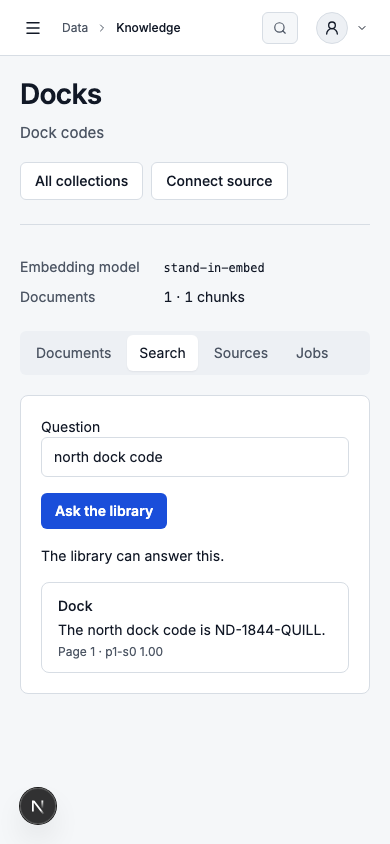 Data > Knowledge
Docks
Dock codes
All collections Connect source
Embedding model stand-in-embed
Documents 1 · 1 chunks
Documents Search Sources Jobs
Question
north dock code
Ask the library
The library can answer this.
Dock
The north dock code is ND-1844-QUILL.
Page 1 · p1-s0 1.00
N